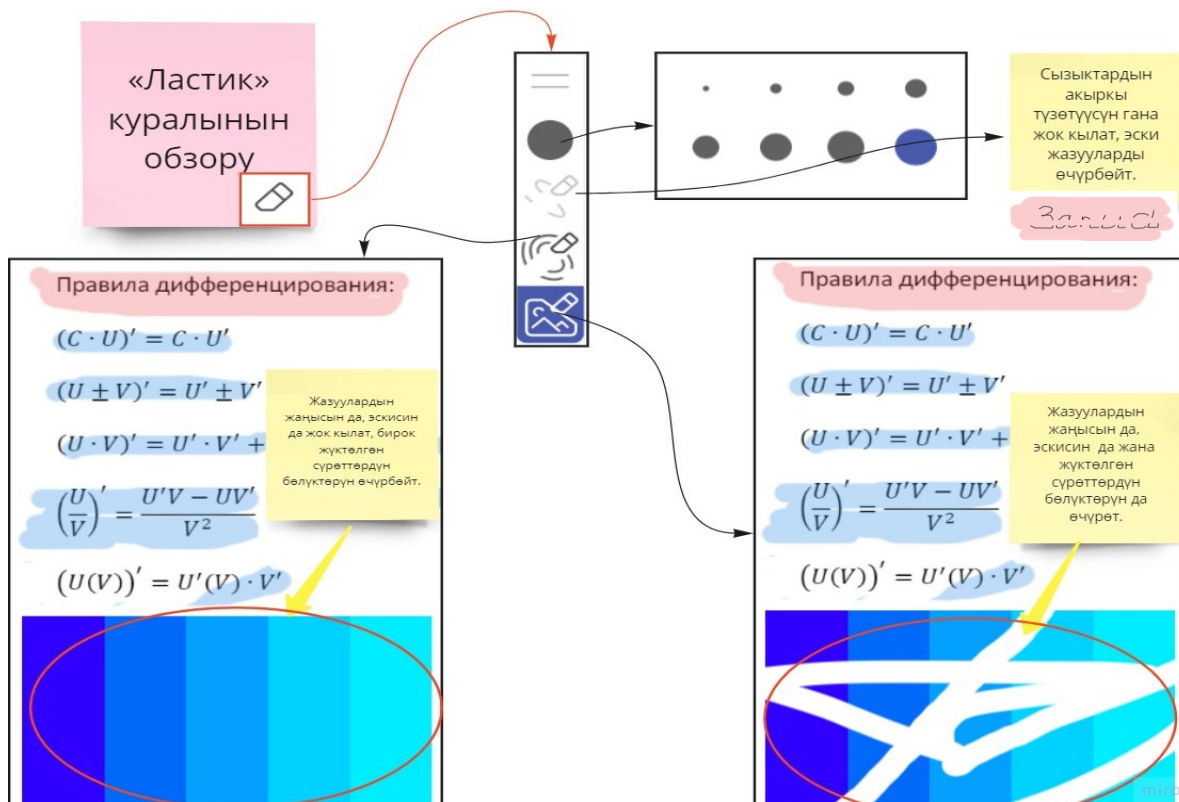 «Ластик»
куралынын
обзору
Сызыктардын
акыркы
түзөтүүсүн гана
жок кылат, эски
жазууларды
өчүрбөйт.
Правила дифференцирования:
(C · U)′ = C · U′
(U ± V)′ = U′ ± V′
(U · V)′ = U′ · V′ +
(U/V)′ = (U′V − UV′)/V²
(U(V))′ = U′(V) · V′
Жазуулардын
жаңысын да, эскисин
да жок кылат, бирок
жүктөлгөн
сүрөттөрдүн
бөлүктөрүн өчүрбөйт.
Правила дифференцирования:
(C · U)′ = C · U′
(U ± V)′ = U′ ± V′
(U · V)′ = U′ · V′ +
(U/V)′ = (U′V − UV′)/V²
(U(V))′ = U′(V) · V′
Жазуулардын
жаңысын да,
эскисин да жана
жүктөлгөн
сүрөттөрдүн
бөлүктөрүн да
өчүрөт.
miro